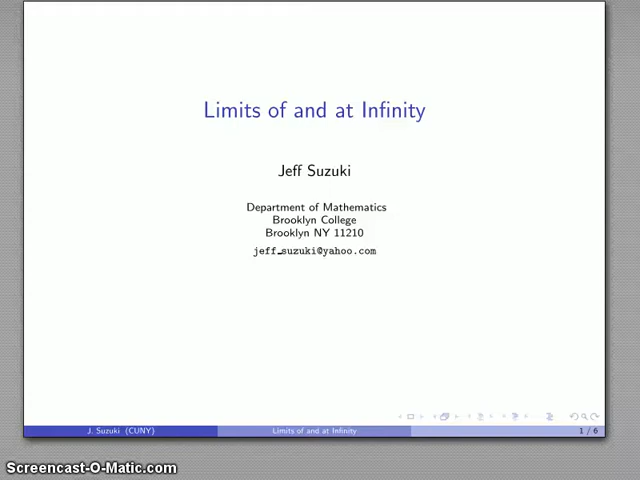 Limits of and at Infinity
Jeff Suzuki
Department of Mathematics
Brooklyn College
Brooklyn NY 11210
jeff_suzuki@yahoo.com
J. Suzuki (CUNY)
Limits of and at Infinity
1 / 6
Screencast-O-Matic.com